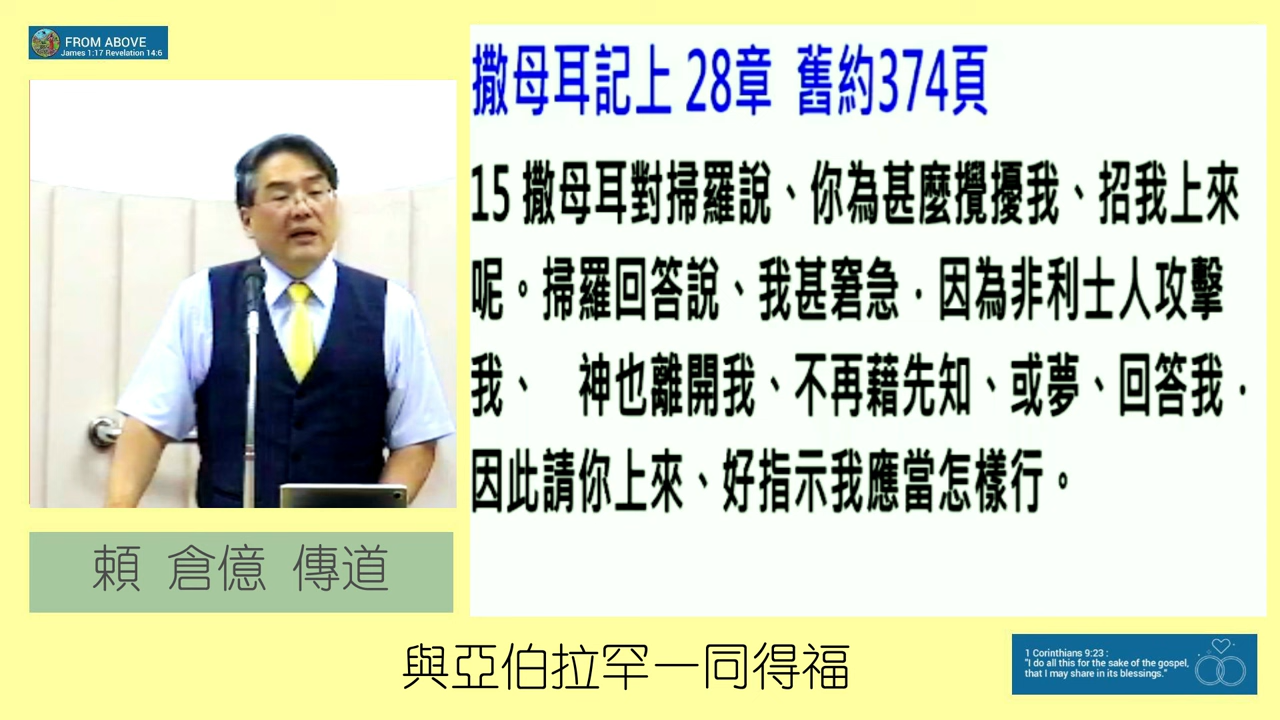 FROM ABOVE
James 1:17 Revelation 14:6
撒母耳記上 28章 舊約374頁
15 撒母耳對掃羅說、你為甚麼攪擾我、招我上來
呢。掃羅回答說、我甚窘急．因為非利士人攻擊
我、　神也離開我、不再藉先知、或夢、回答我．
因此請你上來、好指示我應當怎樣行。
賴 倉億 傳道
與亞伯拉罕一同得福
1 Corinthians 9:23 :
"I do all this for the sake of the gospel,
that I may share in its blessings."